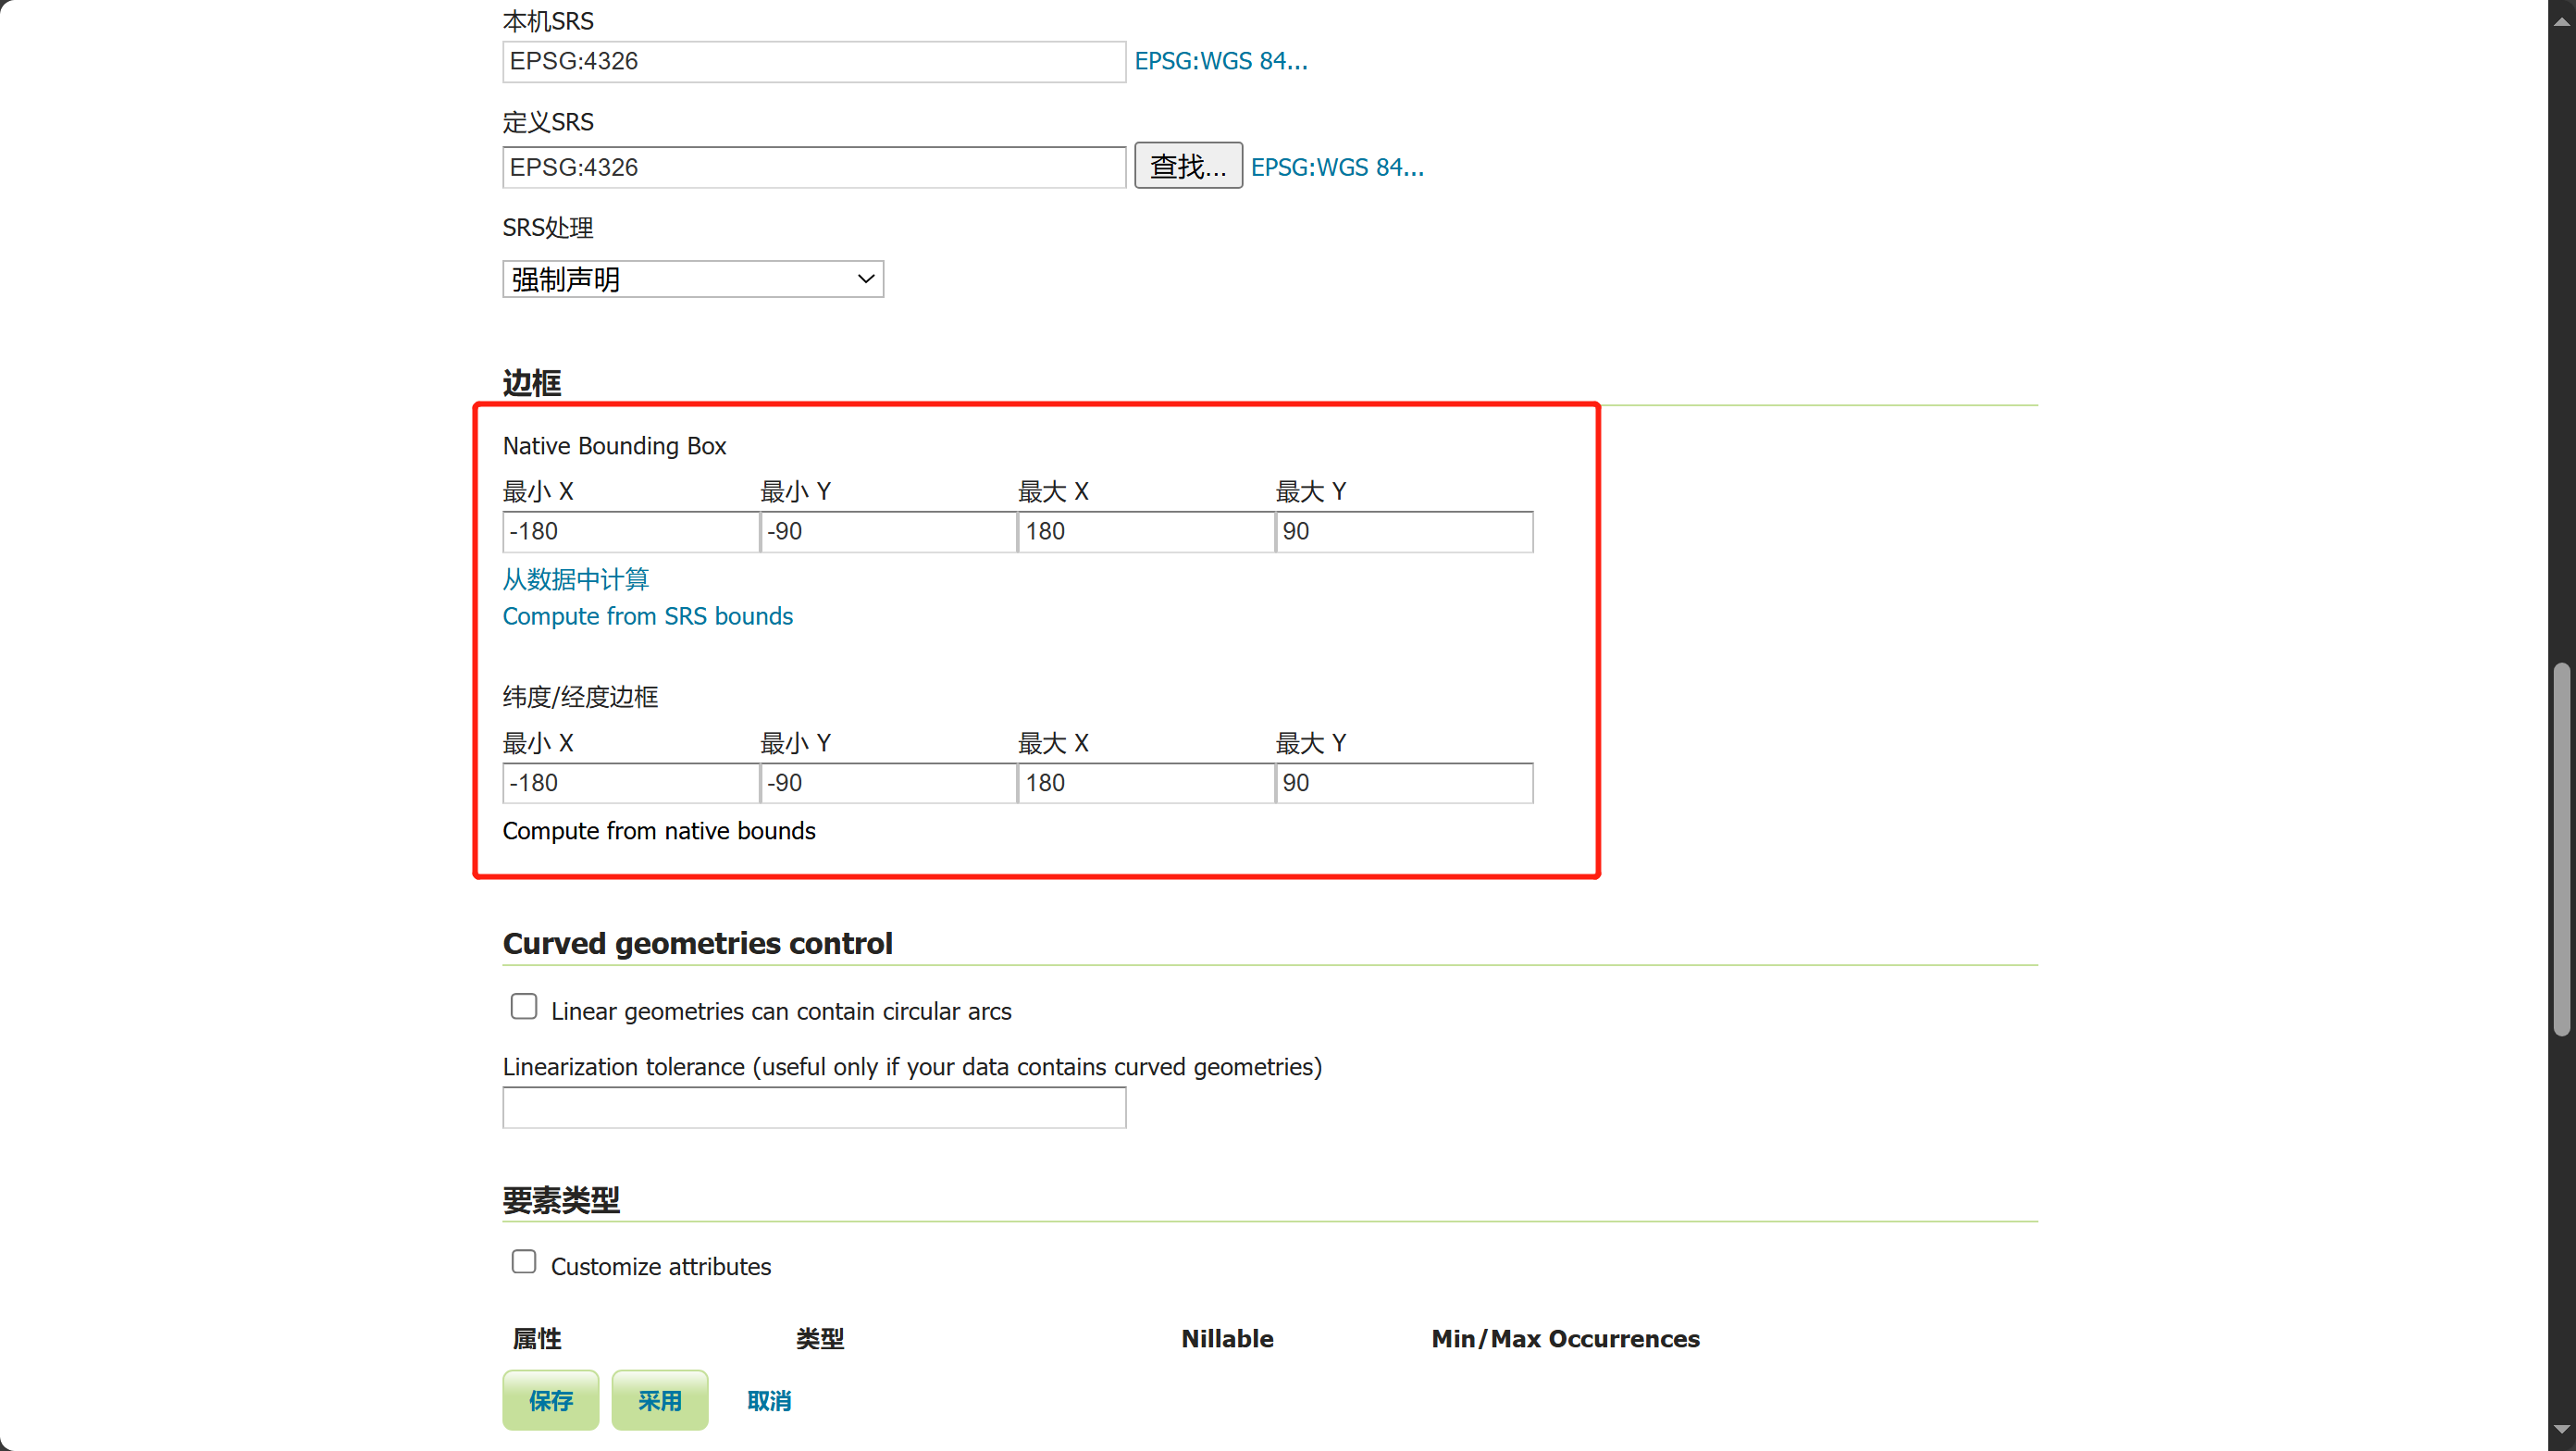 本机SRS
EPSG:4326 EPSG:WGS 84...
定义SRS
EPSG:4326 查找... EPSG:WGS 84...
SRS处理
强制声明
边框
Native Bounding Box
最小 X 最小 Y 最大 X 最大 Y
-180 -90 180 90
从数据中计算
Compute from SRS bounds
纬度/经度边框
最小 X 最小 Y 最大 X 最大 Y
-180 -90 180 90
Compute from native bounds
Curved geometries control
Linear geometries can contain circular arcs
Linearization tolerance (useful only if your data contains curved geometries)
要素类型
Customize attributes
属性 类型 Nillable Min/Max Occurrences
保存 采用 取消